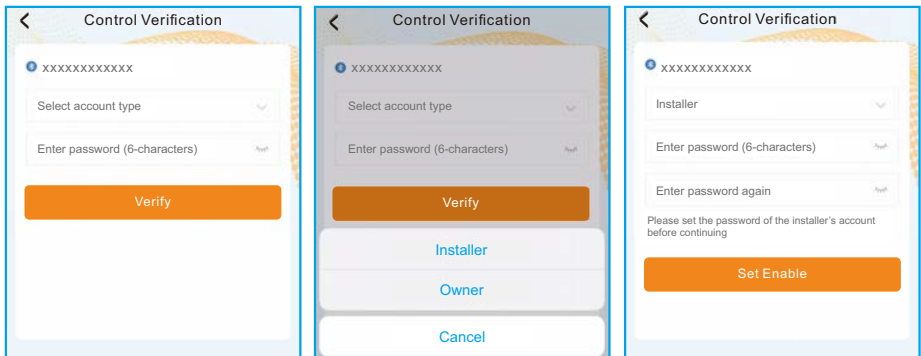 Control Verification
xxxxxxxxxxxx
Select account type
Enter password (6-characters)
Verify
Control Verification
xxxxxxxxxxxx
Select account type
Enter password (6-characters)
Verify
Installer
Owner
Cancel
Control Verification
xxxxxxxxxxxx
Installer
Enter password (6-characters)
Enter password again
Please set the password of the installer's account
before continuing
Set Enable